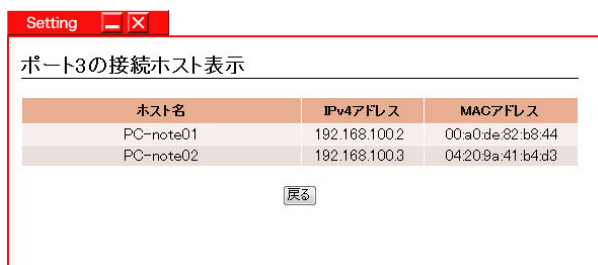 Setting
ポート3の接続ホスト表示
ホスト名 IPv4アドレス MACアドレス
PC-note01 192.168.100.2 00:a0:de:82:b8:44
PC-note02 192.168.100.3 04:20:9a:41:b4:d3
戻る